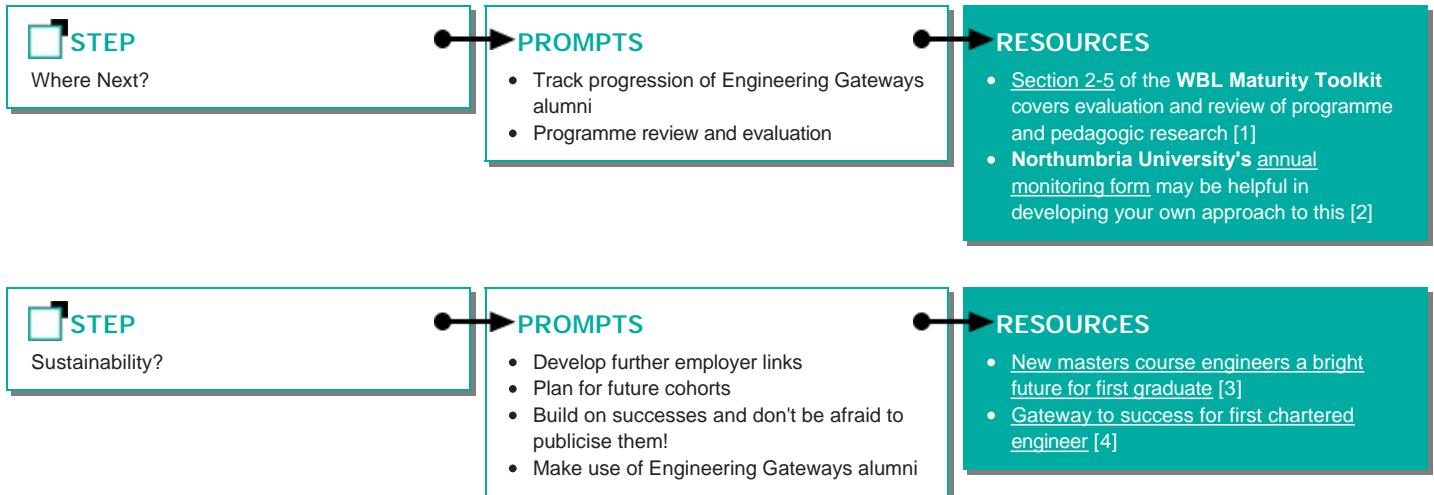 STEP
Where Next?
PROMPTS
• Track progression of Engineering Gateways
alumni
• Programme review and evaluation
RESOURCES
• Section 2-5 of the WBL Maturity Toolkit
covers evaluation and review of programme
and pedagogic research [1]
• Northumbria University's annual
monitoring form may be helpful in
developing your own approach to this [2]
STEP
Sustainability?
PROMPTS
• Develop further employer links
• Plan for future cohorts
• Build on successes and don't be afraid to
publicise them!
• Make use of Engineering Gateways alumni
RESOURCES
• New masters course engineers a bright
future for first graduate [3]
• Gateway to success for first chartered
engineer [4]